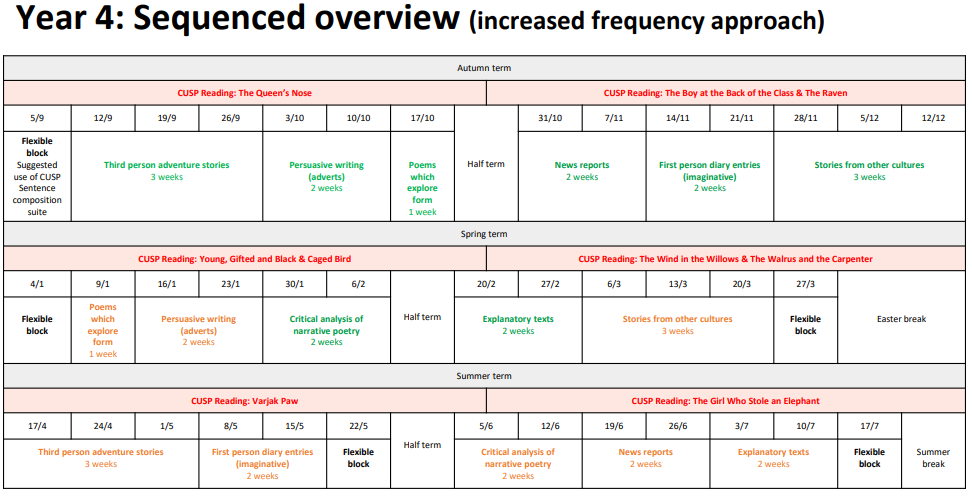 Year 4: Sequenced overview (increased frequency approach)
Autumn term
CUSP Reading: The Queen's Nose
CUSP Reading: The Boy at the Back of the Class & The Raven
5/9 12/9 19/9 26/9 3/10 10/10 17/10 31/10 7/11 14/11 21/11 28/11 5/12 12/12
Flexible
block
Suggested
use of CUSP
Sentence
composition
suite
Third person adventure stories
3 weeks
Persuasive writing
(adverts)
2 weeks
Poems
which
explore
form
1 week
Half term
News reports
2 weeks
First person diary entries
(imaginative)
2 weeks
Stories from other cultures
3 weeks
Spring term
CUSP Reading: Young, Gifted and Black & Caged Bird
CUSP Reading: The Wind in the Willows & The Walrus and the Carpenter
4/1 9/1 16/1 23/1 30/1 6/2 20/2 27/2 6/3 13/3 20/3 27/3
Flexible
block
Poems
which
explore
form
1 week
Persuasive writing
(adverts)
2 weeks
Critical analysis of
narrative poetry
2 weeks
Half term
Explanatory texts
2 weeks
Stories from other cultures
3 weeks
Flexible
block
Easter break
Summer term
CUSP Reading: Varjak Paw
CUSP Reading: The Girl Who Stole an Elephant
17/4 24/4 1/5 8/5 15/5 22/5 5/6 12/6 19/6 26/6 3/7 10/7 17/7
Third person adventure stories
3 weeks
First person diary entries
(imaginative)
2 weeks
Flexible
block
Half term
Critical analysis of
narrative poetry
2 weeks
News reports
2 weeks
Explanatory texts
2 weeks
Flexible
block
Summer
break